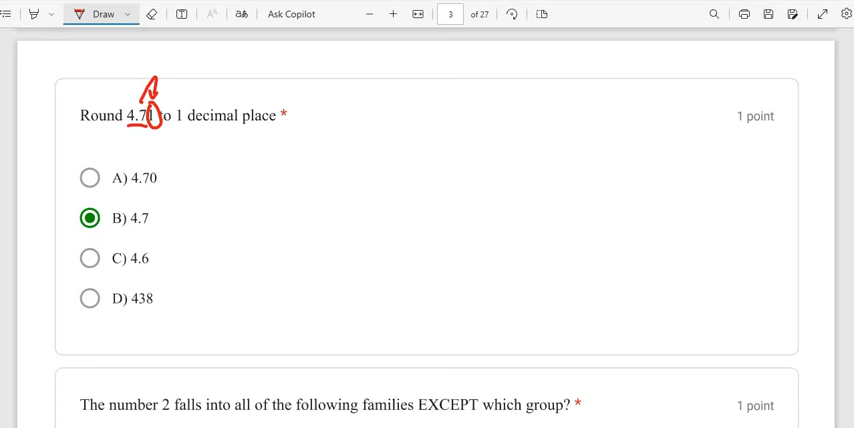 Draw
Ask Copilot
3 of 27
Round 4.71 to 1 decimal place *
1 point
A) 4.70
B) 4.7
C) 4.6
D) 438
The number 2 falls into all of the following families EXCEPT which group? *
1 point